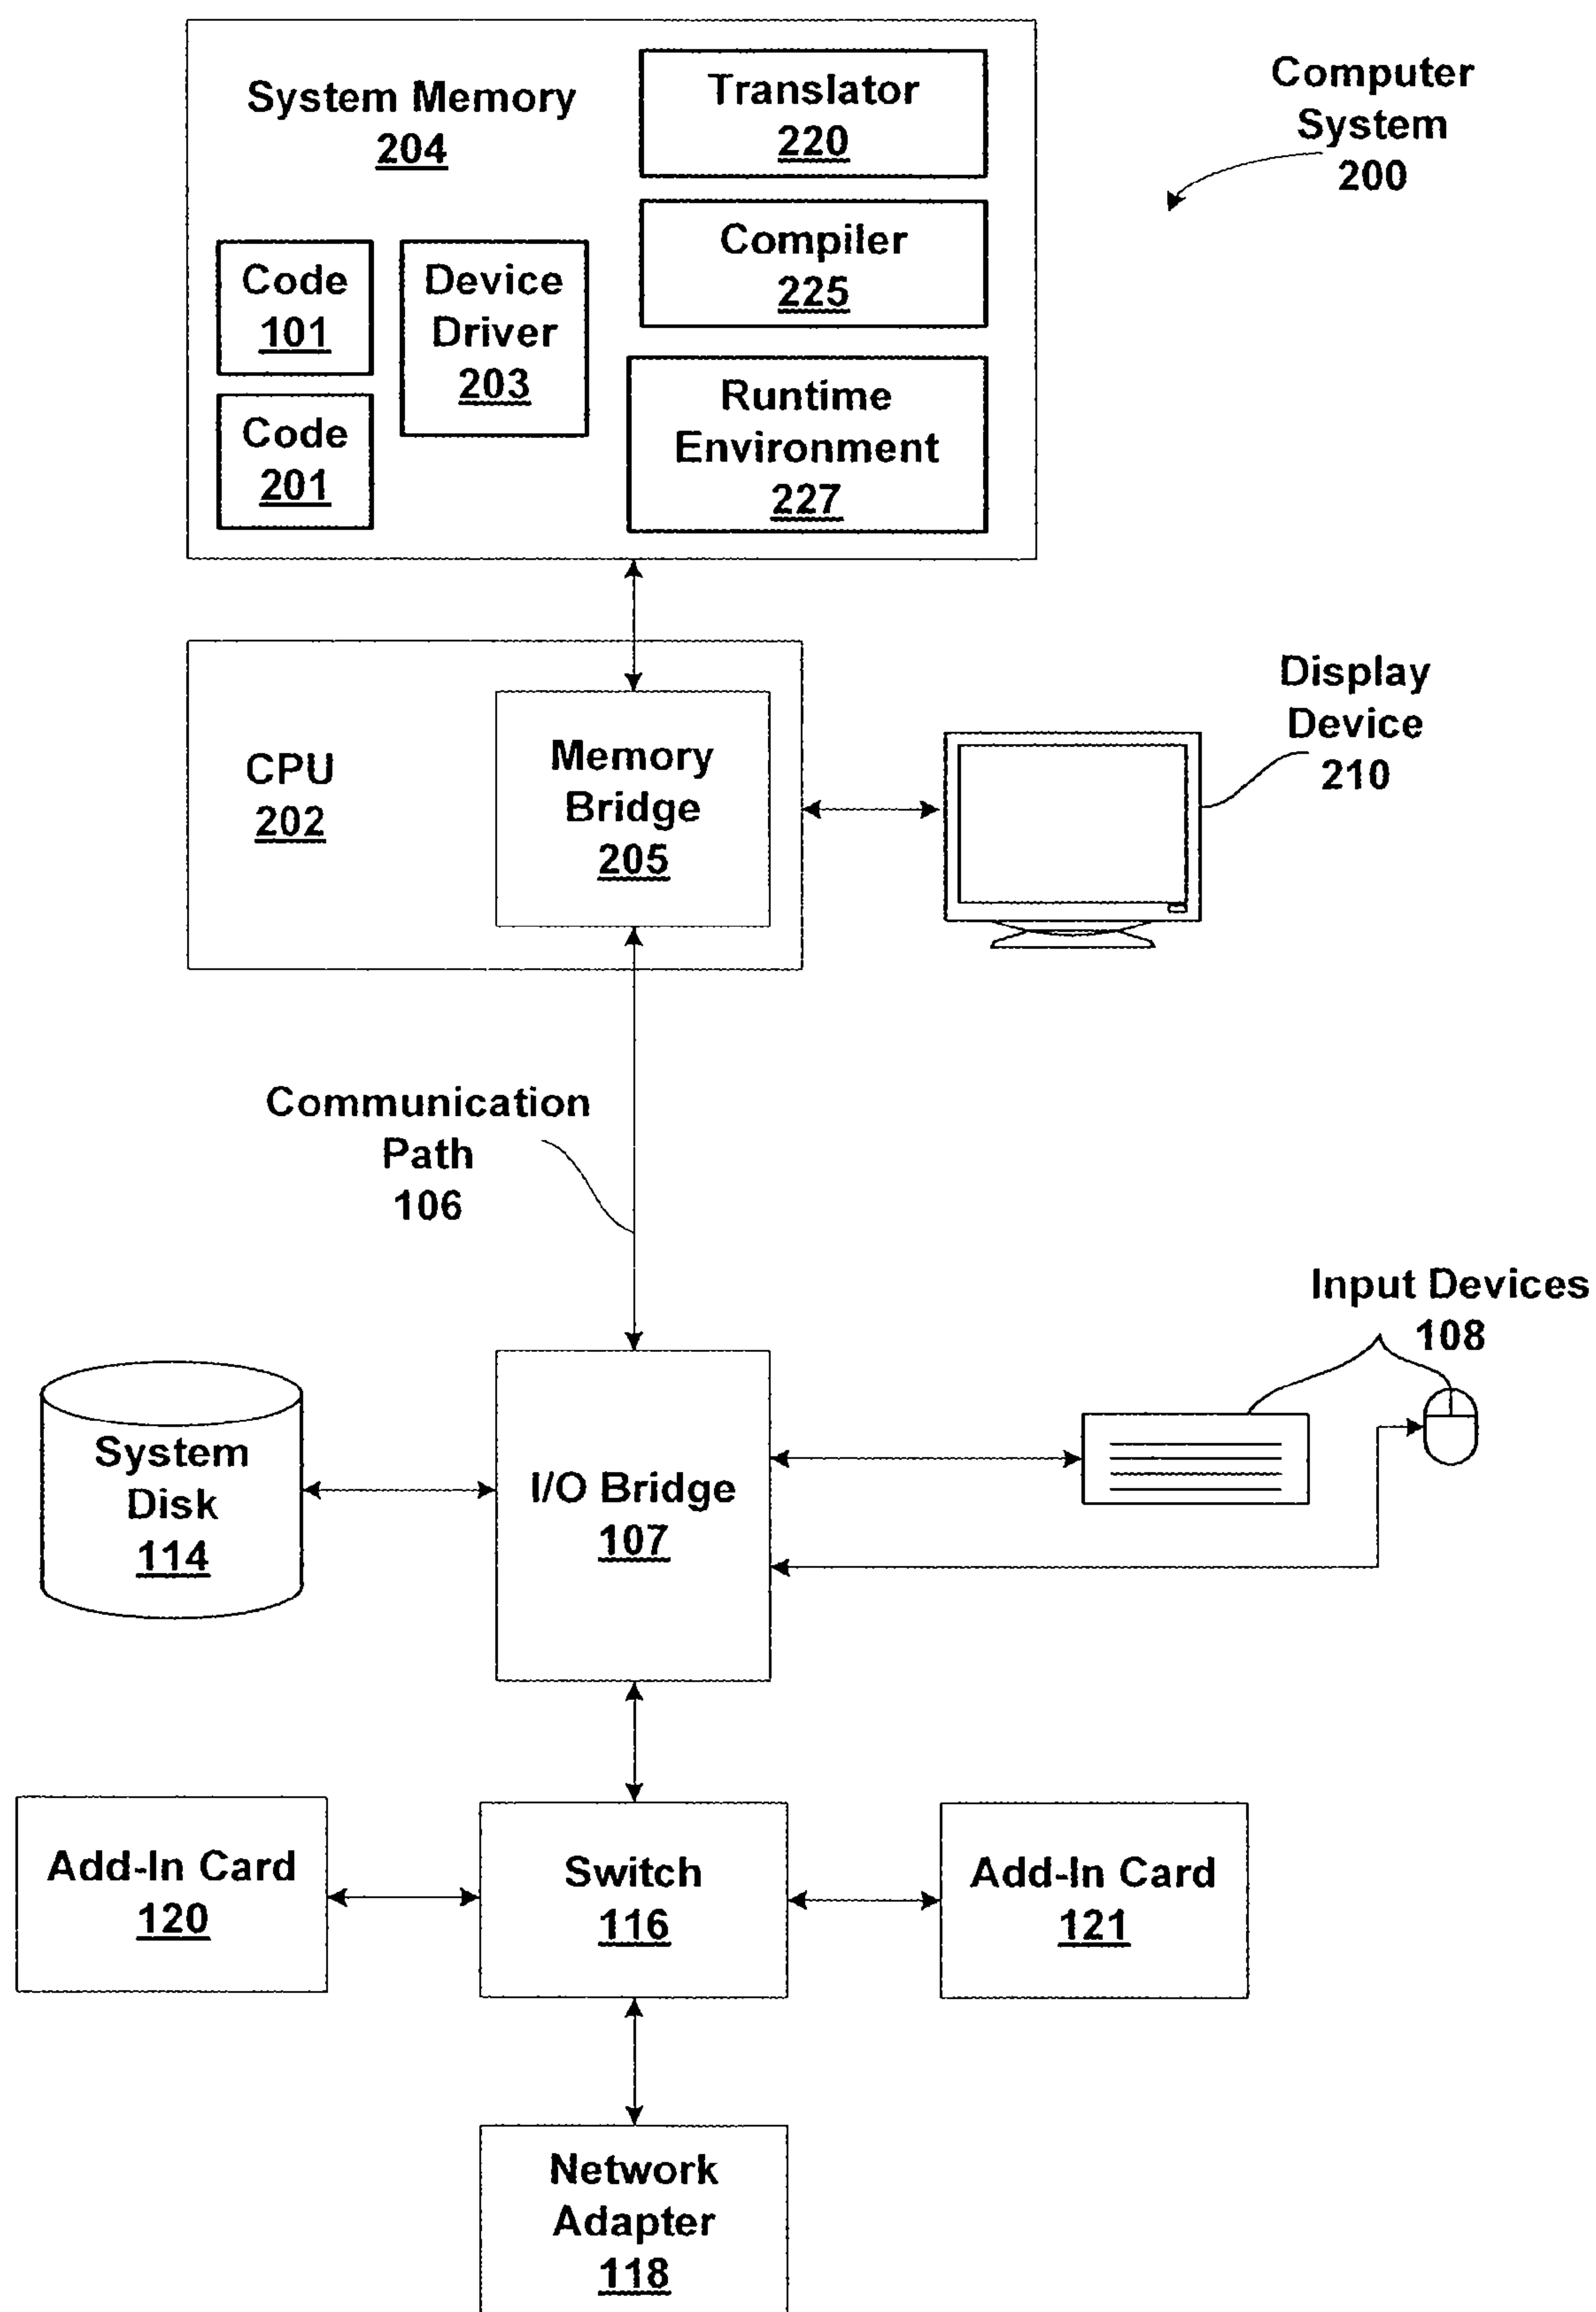 System Memory
204
Translator
220
Compiler
225
Code
101
Device
Driver
203
Code
201
Runtime
Environment
227
Computer
System
200
CPU
202
Memory
Bridge
205
Display
Device
210
Communication
Path
106
Input Devices
108
System
Disk
114
I/O Bridge
107
Add-In Card
120
Switch
116
Add-In Card
121
Network
Adapter
118